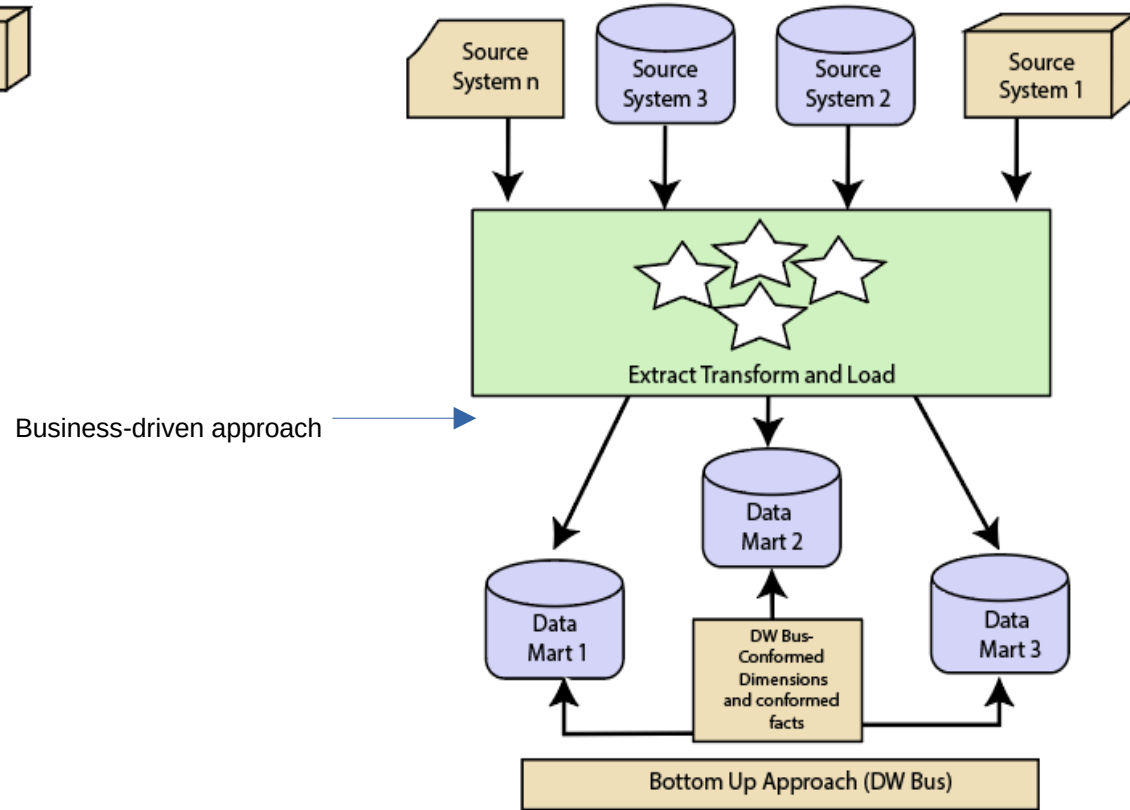 Source
System n
Source
System 3
Source
System 2
Source
System 1
Extract Transform and Load
Business-driven approach
Data
Mart 2
Data
Mart 1
Data
Mart 3
DW Bus-
Conformed
Dimensions
and conformed
facts
Bottom Up Approach (DW Bus)